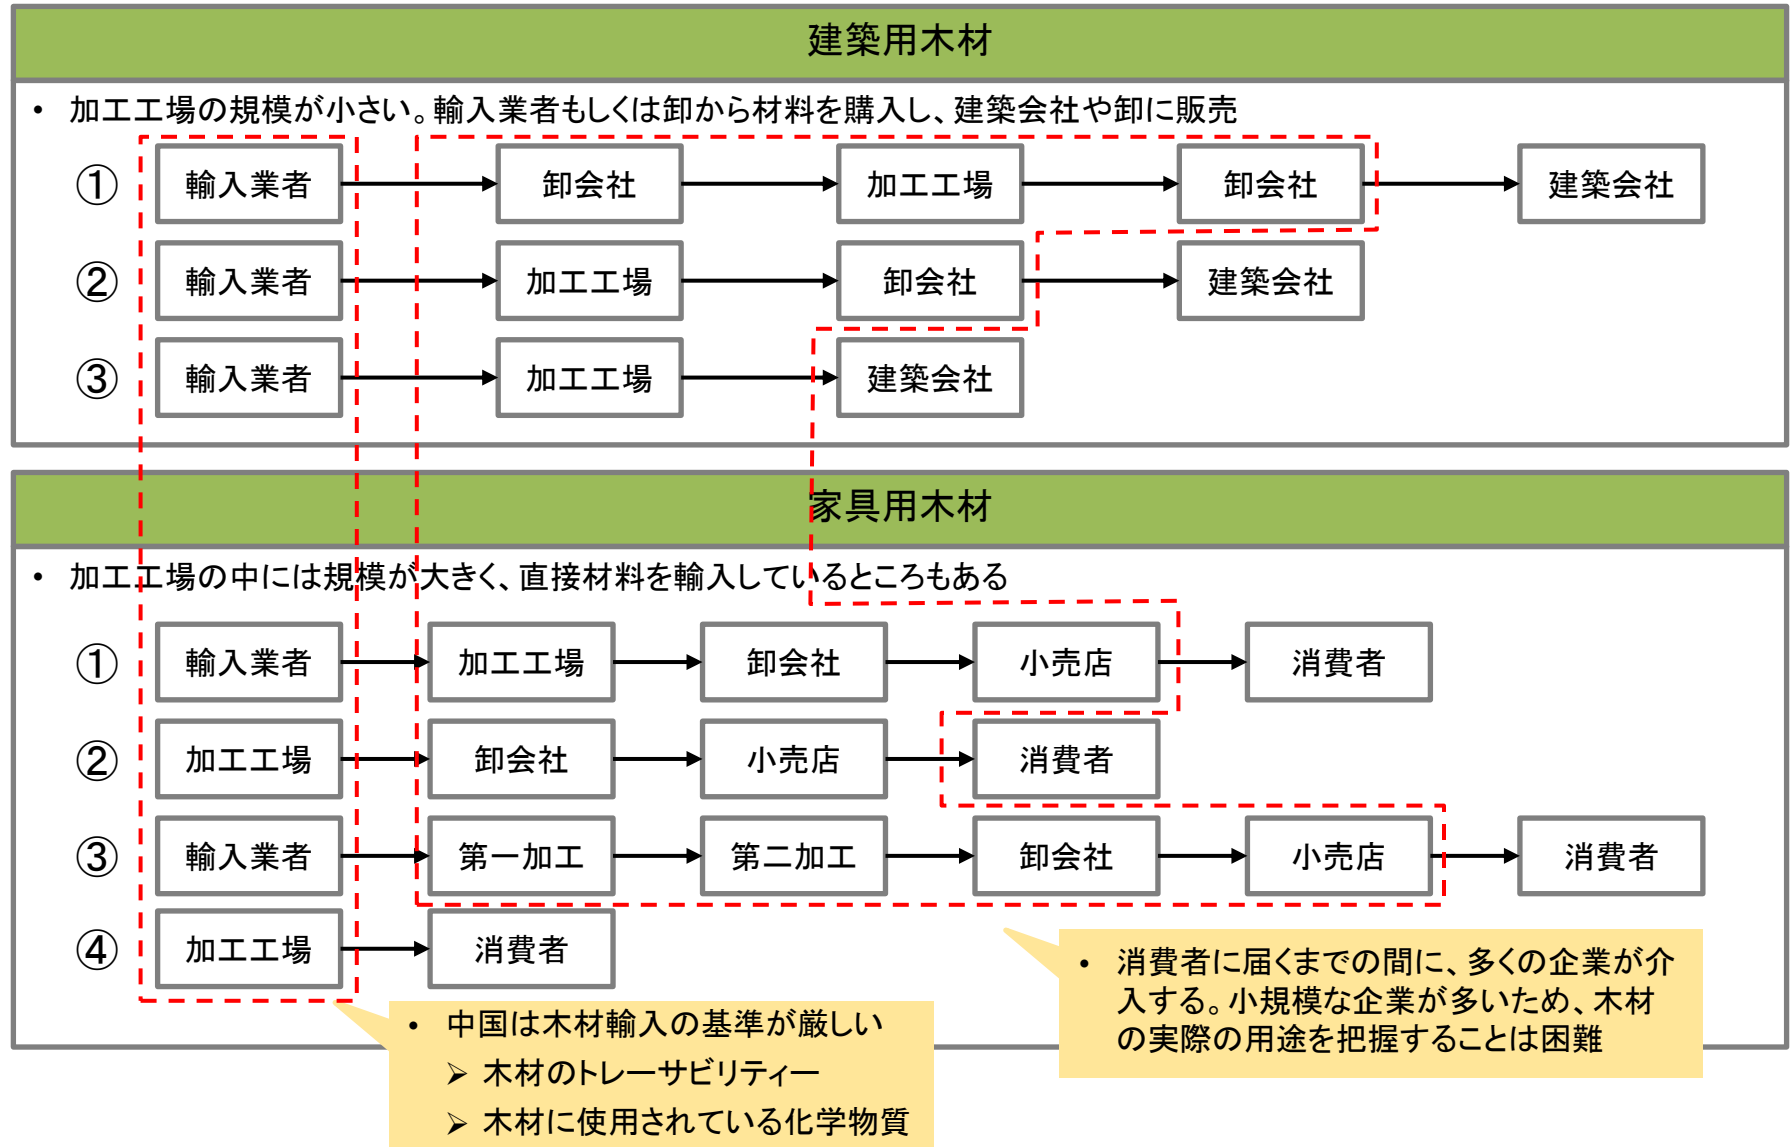 建築用木材
• 加工工場の規模が小さい。輸入業者もしくは卸から材料を購入し、建築会社や卸に販売
① 輸入業者 卸会社 加工工場 卸会社 建築会社
② 輸入業者 加工工場 卸会社 建築会社
③ 輸入業者 加工工場 建築会社
家具用木材
• 加工工場の中には規模が大きく、直接材料を輸入しているところもある
① 輸入業者 加工工場 卸会社 小売店 消費者
② 加工工場 卸会社 小売店 消費者
③ 輸入業者 第一加工 第二加工 卸会社 小売店 消費者
④ 加工工場 消費者
• 消費者に届くまでの間に、多くの企業が介
入する。小規模な企業が多いため、木材
の実際の用途を把握することは困難
• 中国は木材輸入の基準が厳しい
➢ 木材のトレーサビリティー
➢ 木材に使用されている化学物質